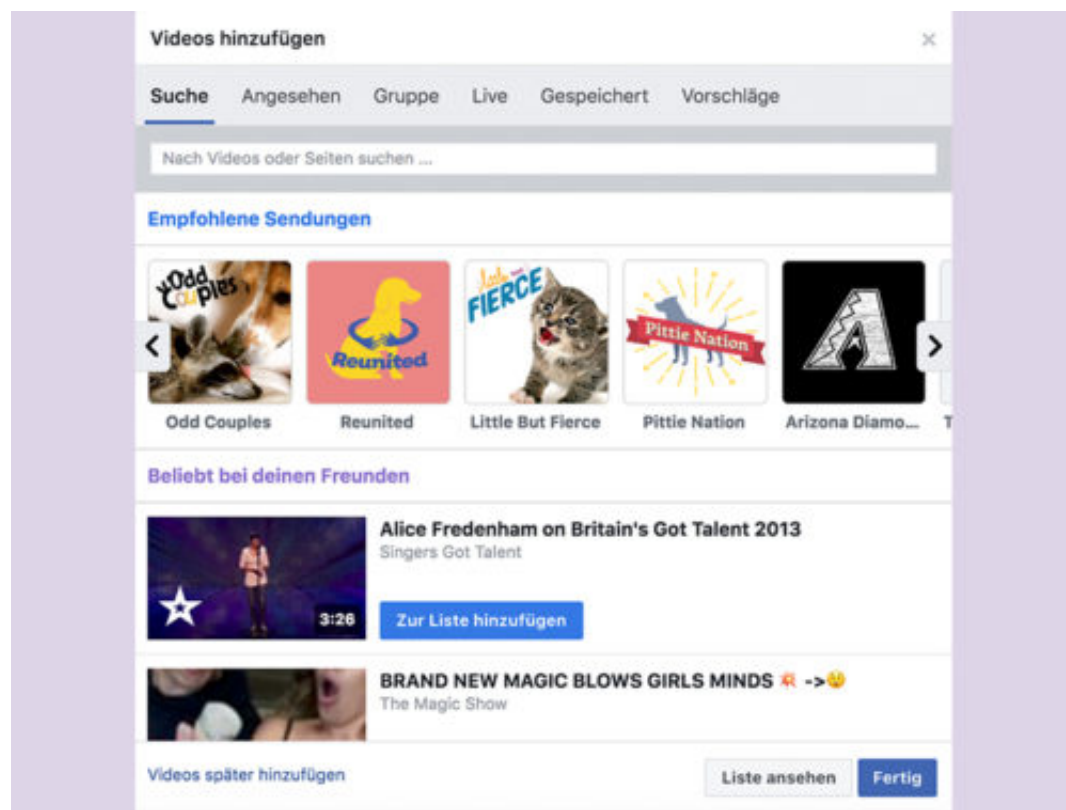 Videos hinzufügen
Suche Angesehen Gruppe Live Gespeichert Vorschläge
Nach Videos oder Seiten suchen ...
Empfohlene Sendungen
Odd Couples
Reunited
FIERCE
Pittie Nation
A
Odd Couples Reunited Little But Fierce Pittie Nation Arizona Diamo... T
Beliebt bei deinen Freunden
Alice Fredenham on Britain's Got Talent 2013
Singers Got Talent
3:26
Zur Liste hinzufügen
BRAND NEW MAGIC BLOWS GIRLS MINDS 💥 ->😲
The Magic Show
Videos später hinzufügen Liste ansehen Fertig